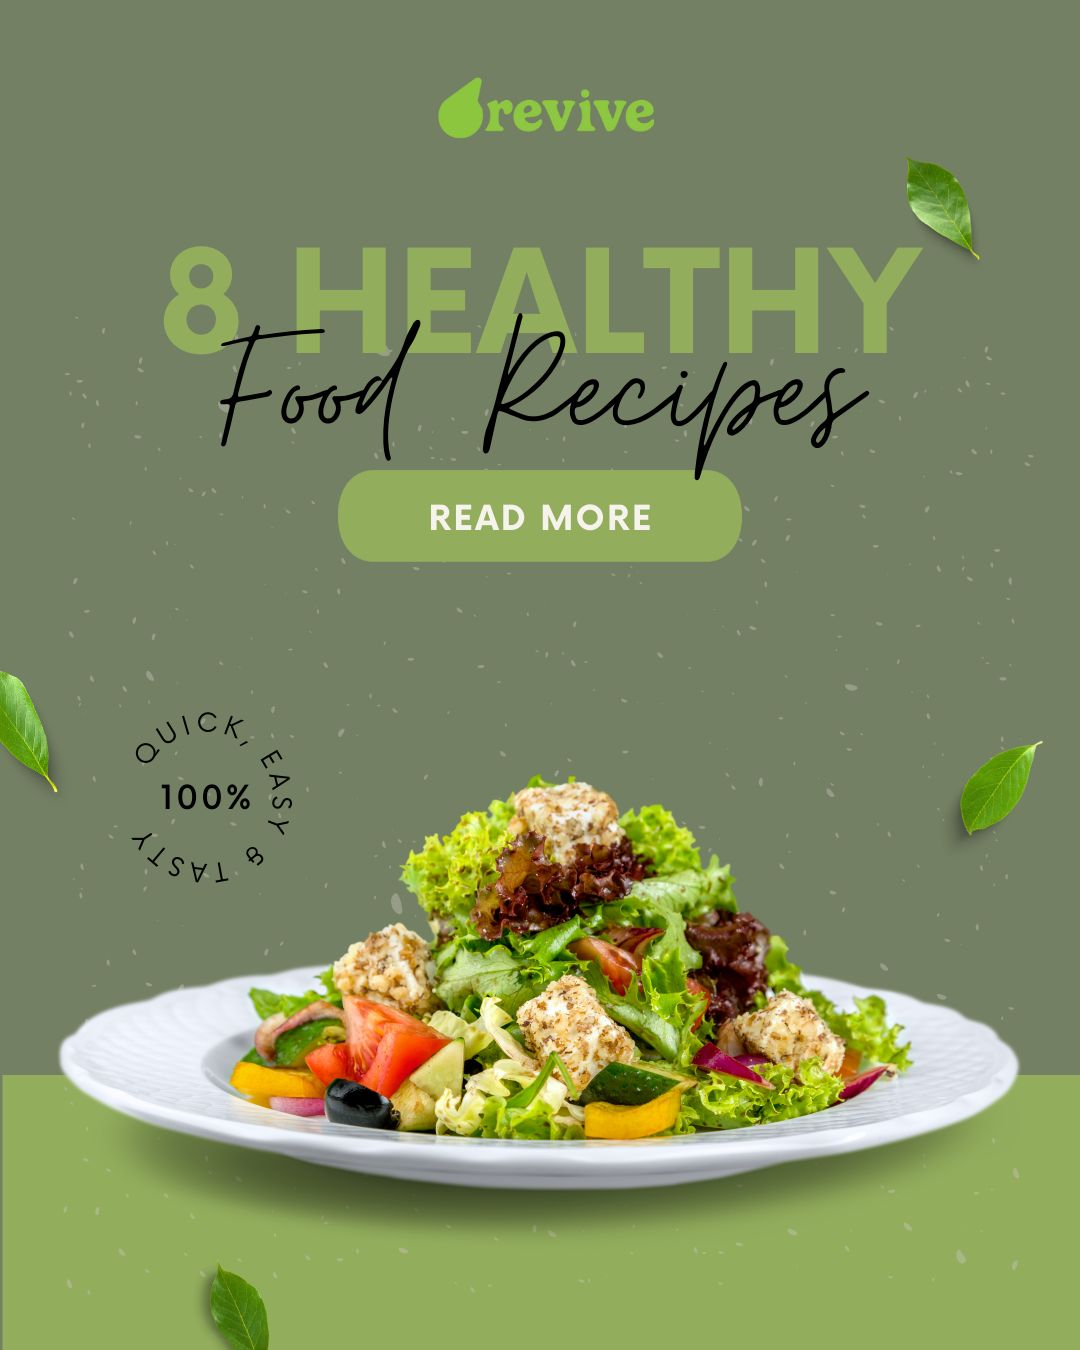 revive
8 HEALTHY
Food Recipes
READ MORE
QUICK, EASY & TASTY
100%